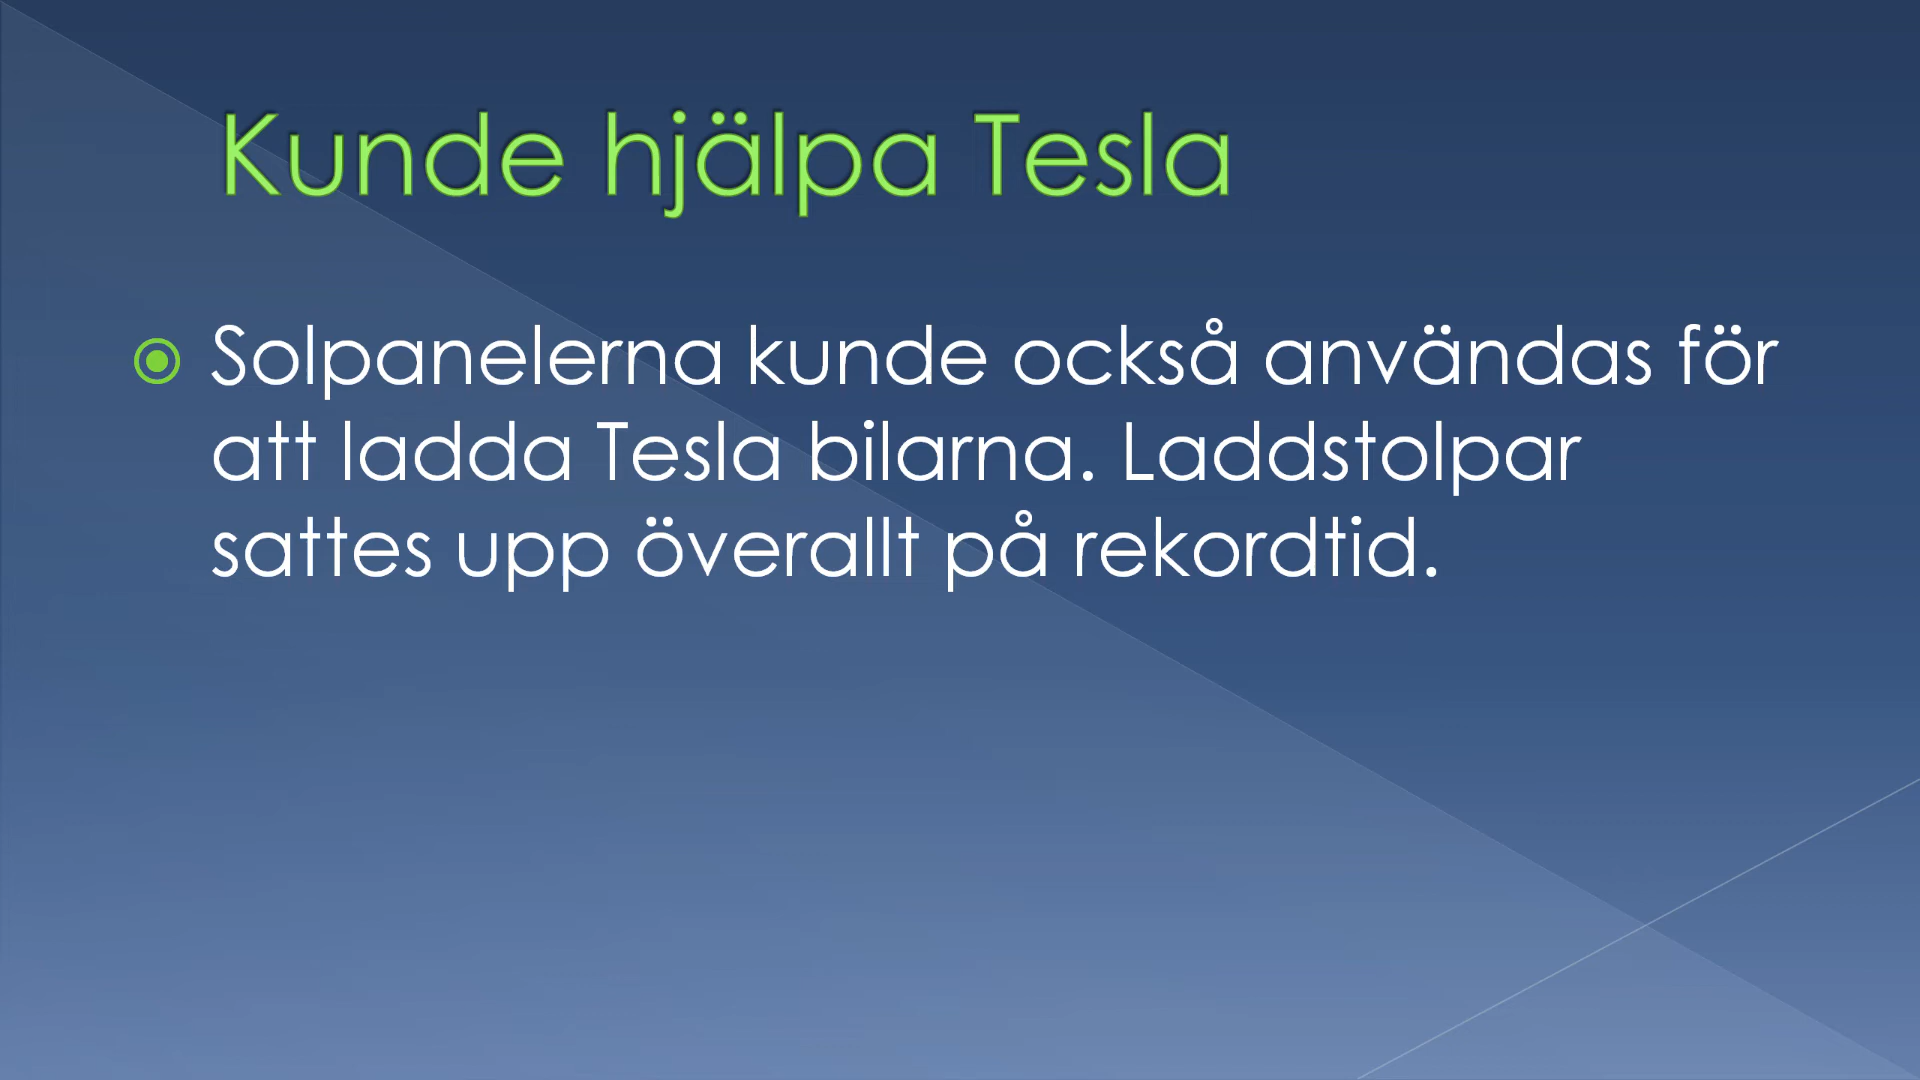 Kunde hjälpa Tesla
Solpanelerna kunde också användas för
att ladda Tesla bilarna. Laddstolpar
sattes upp överallt på rekordtid.